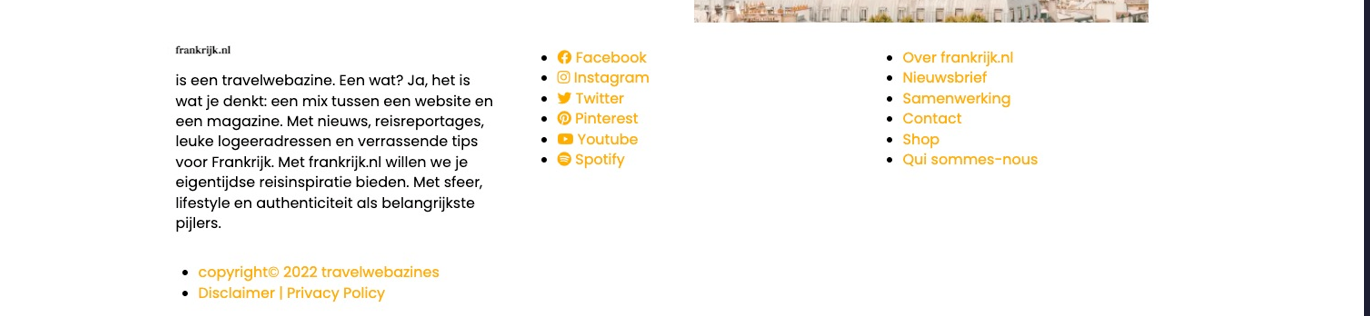 frankrijk.nl
is een travelwebazine. Een wat? Ja, het is
wat je denkt: een mix tussen een website en
een magazine. Met nieuws, reisreportages,
leuke logeeradressen en verrassende tips
voor Frankrijk. Met frankrijk.nl willen we je
eigentijdse reisinspiratie bieden. Met sfeer,
lifestyle en authenticiteit als belangrijkste
pijlers.
Facebook
Instagram
Twitter
Pinterest
Youtube
Spotify
Over frankrijk.nl
Nieuwsbrief
Samenwerking
Contact
Shop
Qui sommes-nous
copyright© 2022 travelwebazines
Disclaimer | Privacy Policy